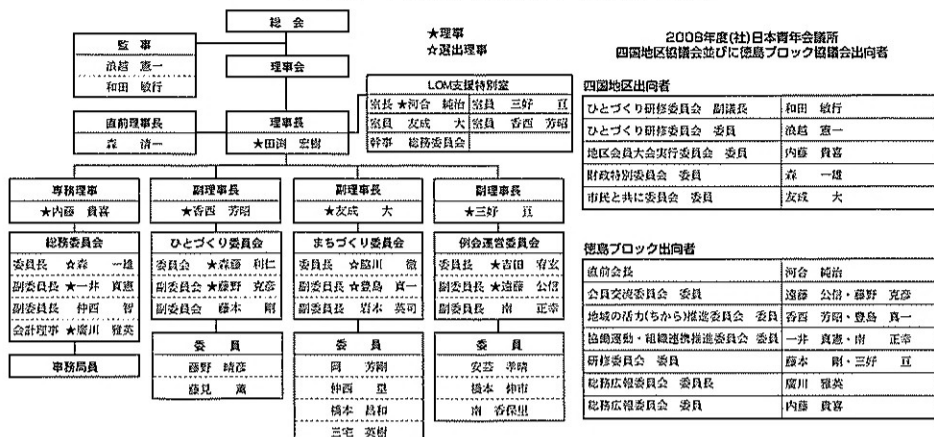 総 会
監 事
浪越 憲一
和田 敏行
理事会
★理事
☆選出理事
直前理事長
森 清一
理事長
★田渕 宏樹
LOM支援特別室
室長 ★河合 純治 室員 三好 亘
室員 友成 大 室員 香西 芳昭
幹事 総務委員会
専務理事
★内藤 貴喜
副理事長
★香西 芳昭
副理事長
★友成 大
副理事長
★三好 亘
総務委員会
委員長 ☆森 一雄
副委員長 ★一井 真憲
副委員長 仲西 智
会計理事 ★廣川 雅英
事務局員
ひとづくり委員会
委員会 ★森藤 利仁
副委員会 ★藤野 克彦
副委員会 藤本 剛
委 員
藤野 晴彦
藤見 薫
まちづくり委員会
委員長 ☆脇川 徹
副委員長 ☆豊島 真一
副委員長 岩本 英司
委 員
岡 芳剛
仲西 塁
橋本 昌和
三宅 英樹
例会運営委員会
委員長 ★吉田 宥玄
副委員長 ★遠藤 公信
副委員長 南 正幸
委 員
安芸 孝晴
橋本 伸市
南 香保里
2008年度(社)日本青年会議所
四国地区協議会並びに徳島ブロック協議会出向者
四国地区出向者
ひとづくり研修委員会 副議長 和田 敏行
ひとづくり研修委員会 委員 浪越 憲一
地区会員大会実行委員会 委員 内藤 貴喜
財政特別委員会 委員 森 一雄
市民と共に委員会 委員 友成 大
徳島ブロック出向者
直前会長 河合 純治
会員交流委員会 委員 遠藤 公信・藤野 克彦
地域の活力(ちから)推進委員会 委員 香西 芳昭・豊島 真一
協働運動・組織連携推進委員会 委員 一井 真憲・南 正幸
研修委員会 委員 藤本 剛・三好 亘
総務広報委員会 委員長 廣川 雅英
総務広報委員会 委員 内藤 貴喜